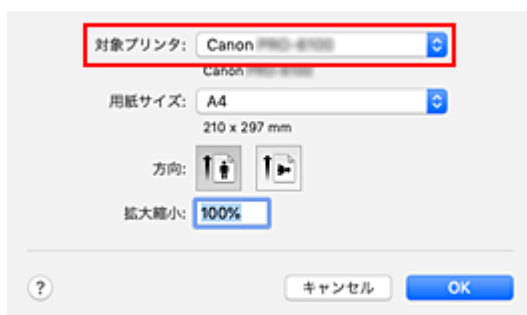 対象プリンタ: Canon
Canon
用紙サイズ: A4
210 x 297 mm
方向:
拡大縮小: 100%
? キャンセル OK